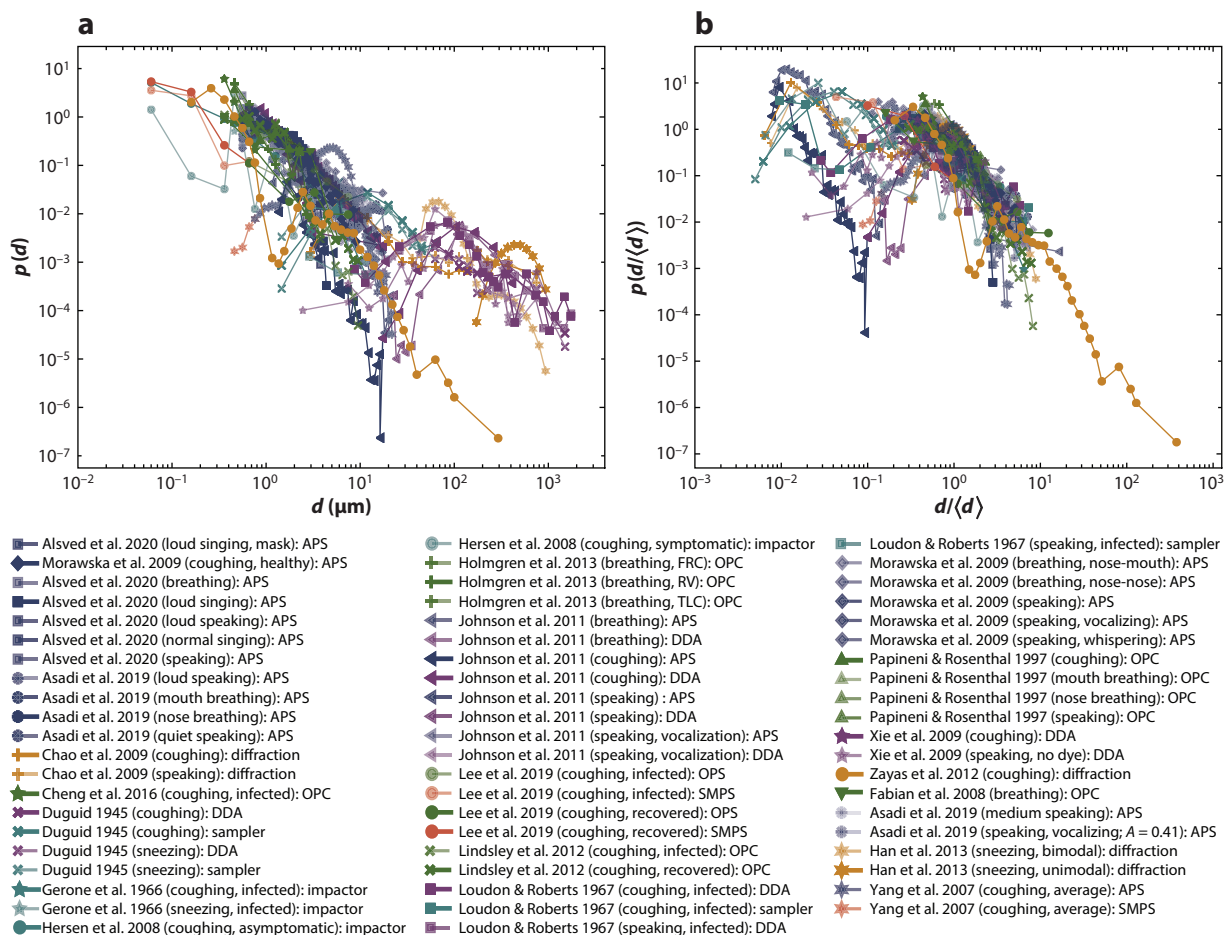 a
b
10^1
10^0
10^−1
10^−2
10^−3
10^−4
10^−5
10^−6
10^−7
p(d)
10^−2
10^−1
10^0
10^1
10^2
10^3
d (μm)
10^1
10^0
10^−1
10^−2
10^−3
10^−4
10^−5
10^−6
10^−7
p(d/⟨d⟩)
10^−3
10^−2
10^−1
10^0
10^1
10^2
10^3
d/⟨d⟩
Alsved et al. 2020 (loud singing, mask): APS
Morawska et al. 2009 (coughing, healthy): APS
Alsved et al. 2020 (breathing): APS
Alsved et al. 2020 (loud singing): APS
Alsved et al. 2020 (loud speaking): APS
Alsved et al. 2020 (normal singing): APS
Alsved et al. 2020 (speaking): APS
Asadi et al. 2019 (loud speaking): APS
Asadi et al. 2019 (mouth breathing): APS
Asadi et al. 2019 (nose breathing): APS
Asadi et al. 2019 (quiet speaking): APS
Chao et al. 2009 (coughing): diffraction
Chao et al. 2009 (speaking): diffraction
Cheng et al. 2016 (coughing, infected): OPC
Duguid 1945 (coughing): DDA
Duguid 1945 (coughing): sampler
Duguid 1945 (sneezing): DDA
Duguid 1945 (sneezing): sampler
Gerone et al. 1966 (coughing, infected): impactor
Gerone et al. 1966 (sneezing, infected): impactor
Hersen et al. 2008 (coughing, asymptomatic): impactor
Hersen et al. 2008 (coughing, symptomatic): impactor
Holmgren et al. 2013 (breathing, FRC): OPC
Holmgren et al. 2013 (breathing, RV): OPC
Holmgren et al. 2013 (breathing, TLC): OPC
Johnson et al. 2011 (breathing): APS
Johnson et al. 2011 (breathing): DDA
Johnson et al. 2011 (coughing): APS
Johnson et al. 2011 (coughing): DDA
Johnson et al. 2011 (speaking) : APS
Johnson et al. 2011 (speaking): DDA
Johnson et al. 2011 (speaking, vocalization): APS
Johnson et al. 2011 (speaking, vocalization): DDA
Lee et al. 2019 (coughing, infected): OPS
Lee et al. 2019 (coughing, infected): SMPS
Lee et al. 2019 (coughing, recovered): OPS
Lee et al. 2019 (coughing, recovered): SMPS
Lindsley et al. 2012 (coughing, infected): OPC
Lindsley et al. 2012 (coughing, recovered): OPC
Loudon & Roberts 1967 (coughing, infected): DDA
Loudon & Roberts 1967 (coughing, infected): sampler
Loudon & Roberts 1967 (speaking, infected): DDA
Loudon & Roberts 1967 (speaking, infected): sampler
Morawska et al. 2009 (breathing, nose-mouth): APS
Morawska et al. 2009 (breathing, nose-nose): APS
Morawska et al. 2009 (speaking): APS
Morawska et al. 2009 (speaking, vocalizing): APS
Morawska et al. 2009 (speaking, whispering): APS
Papineni & Rosenthal 1997 (coughing): OPC
Papineni & Rosenthal 1997 (mouth breathing): OPC
Papineni & Rosenthal 1997 (nose breathing): OPC
Papineni & Rosenthal 1997 (speaking): OPC
Xie et al. 2009 (coughing): DDA
Xie et al. 2009 (speaking, no dye): DDA
Zayas et al. 2012 (coughing): diffraction
Fabian et al. 2008 (breathing): OPC
Asadi et al. 2019 (medium speaking): APS
Asadi et al. 2019 (speaking, vocalizing; A = 0.41): APS
Han et al. 2013 (sneezing, bimodal): diffraction
Han et al. 2013 (sneezing, unimodal): diffraction
Yang et al. 2007 (coughing, average): APS
Yang et al. 2007 (coughing, average): SMPS